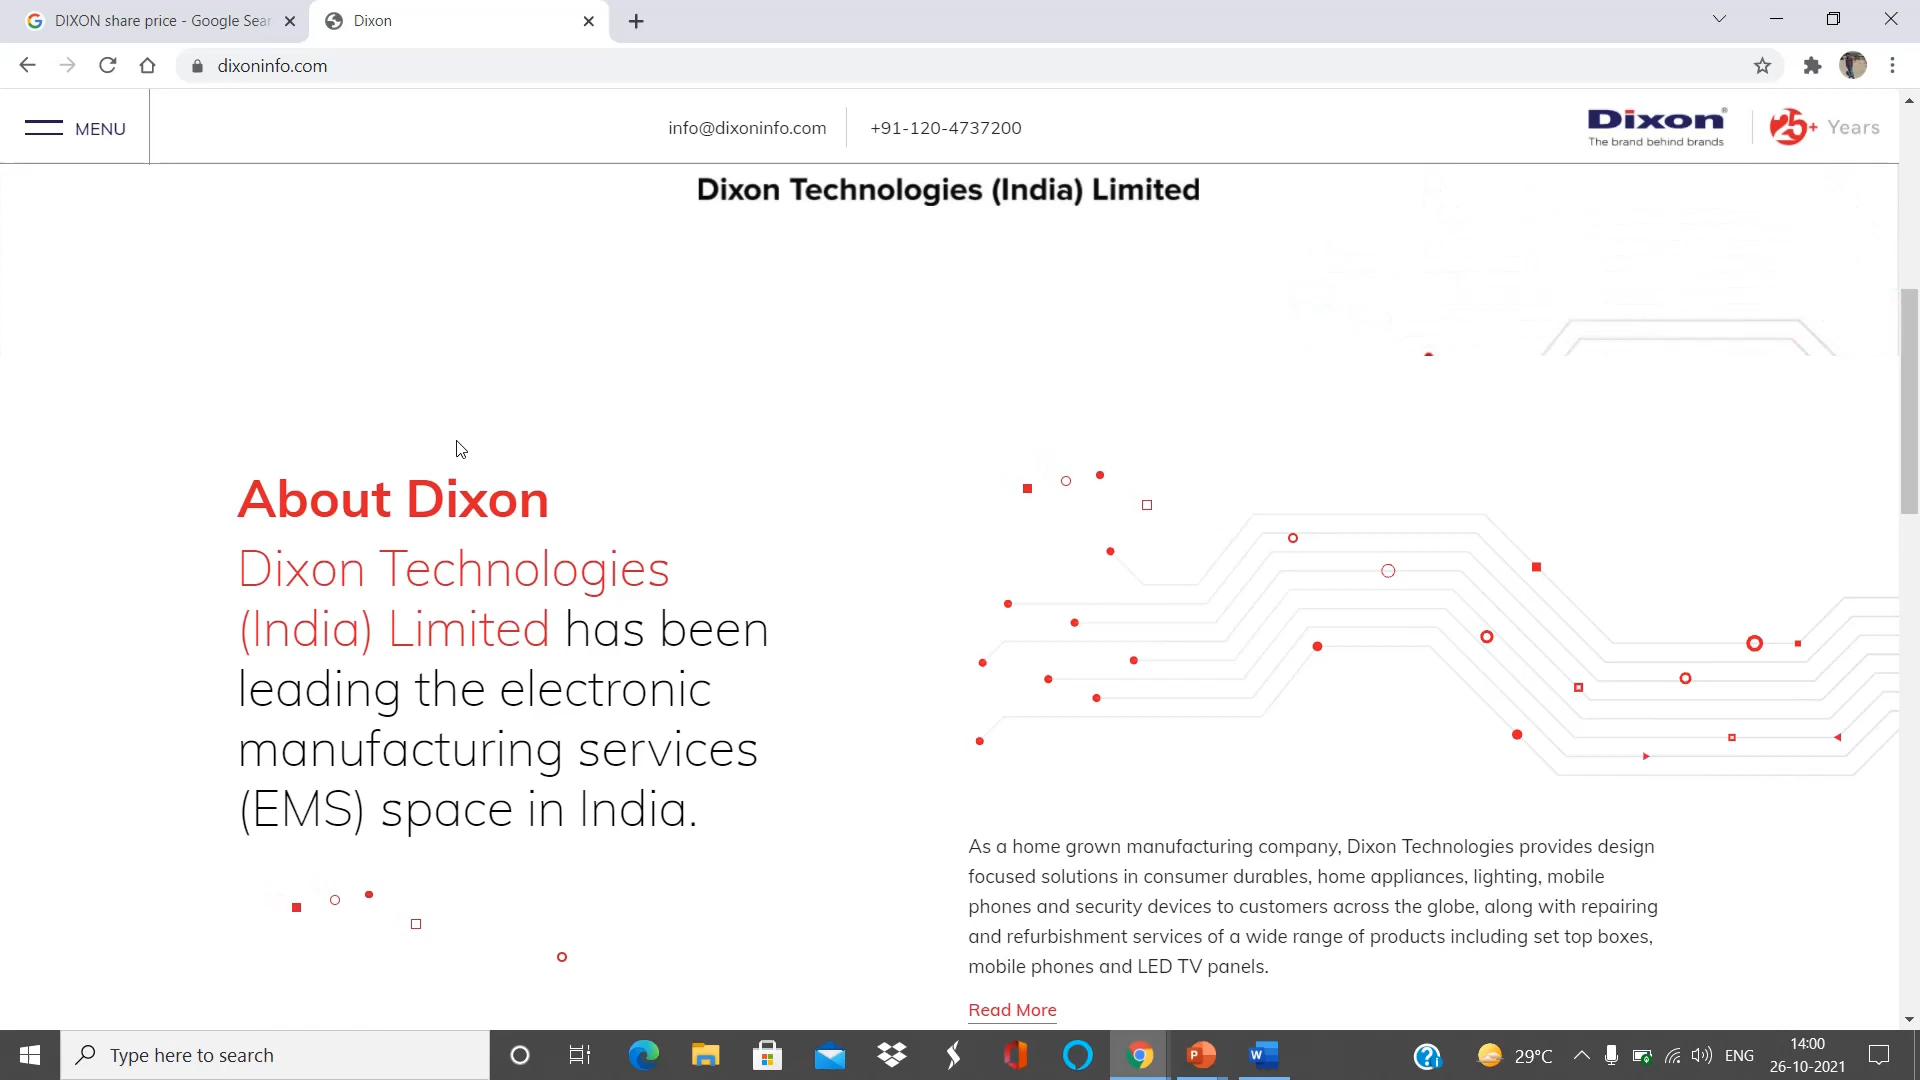 DIXON share price - Google Sear
Dixon
dixoninfo.com
MENU
info@dixoninfo.com
+91-120-4737200
Dixon®
The brand behind brands
25+ Years
Dixon Technologies (India) Limited
About Dixon
Dixon Technologies
(India) Limited has been
leading the electronic
manufacturing services
(EMS) space in India.
As a home grown manufacturing company, Dixon Technologies provides design
focused solutions in consumer durables, home appliances, lighting, mobile
phones and security devices to customers across the globe, along with repairing
and refurbishment services of a wide range of products including set top boxes,
mobile phones and LED TV panels.
Read More
Type here to search
29°C
ENG
14:00
26-10-2021